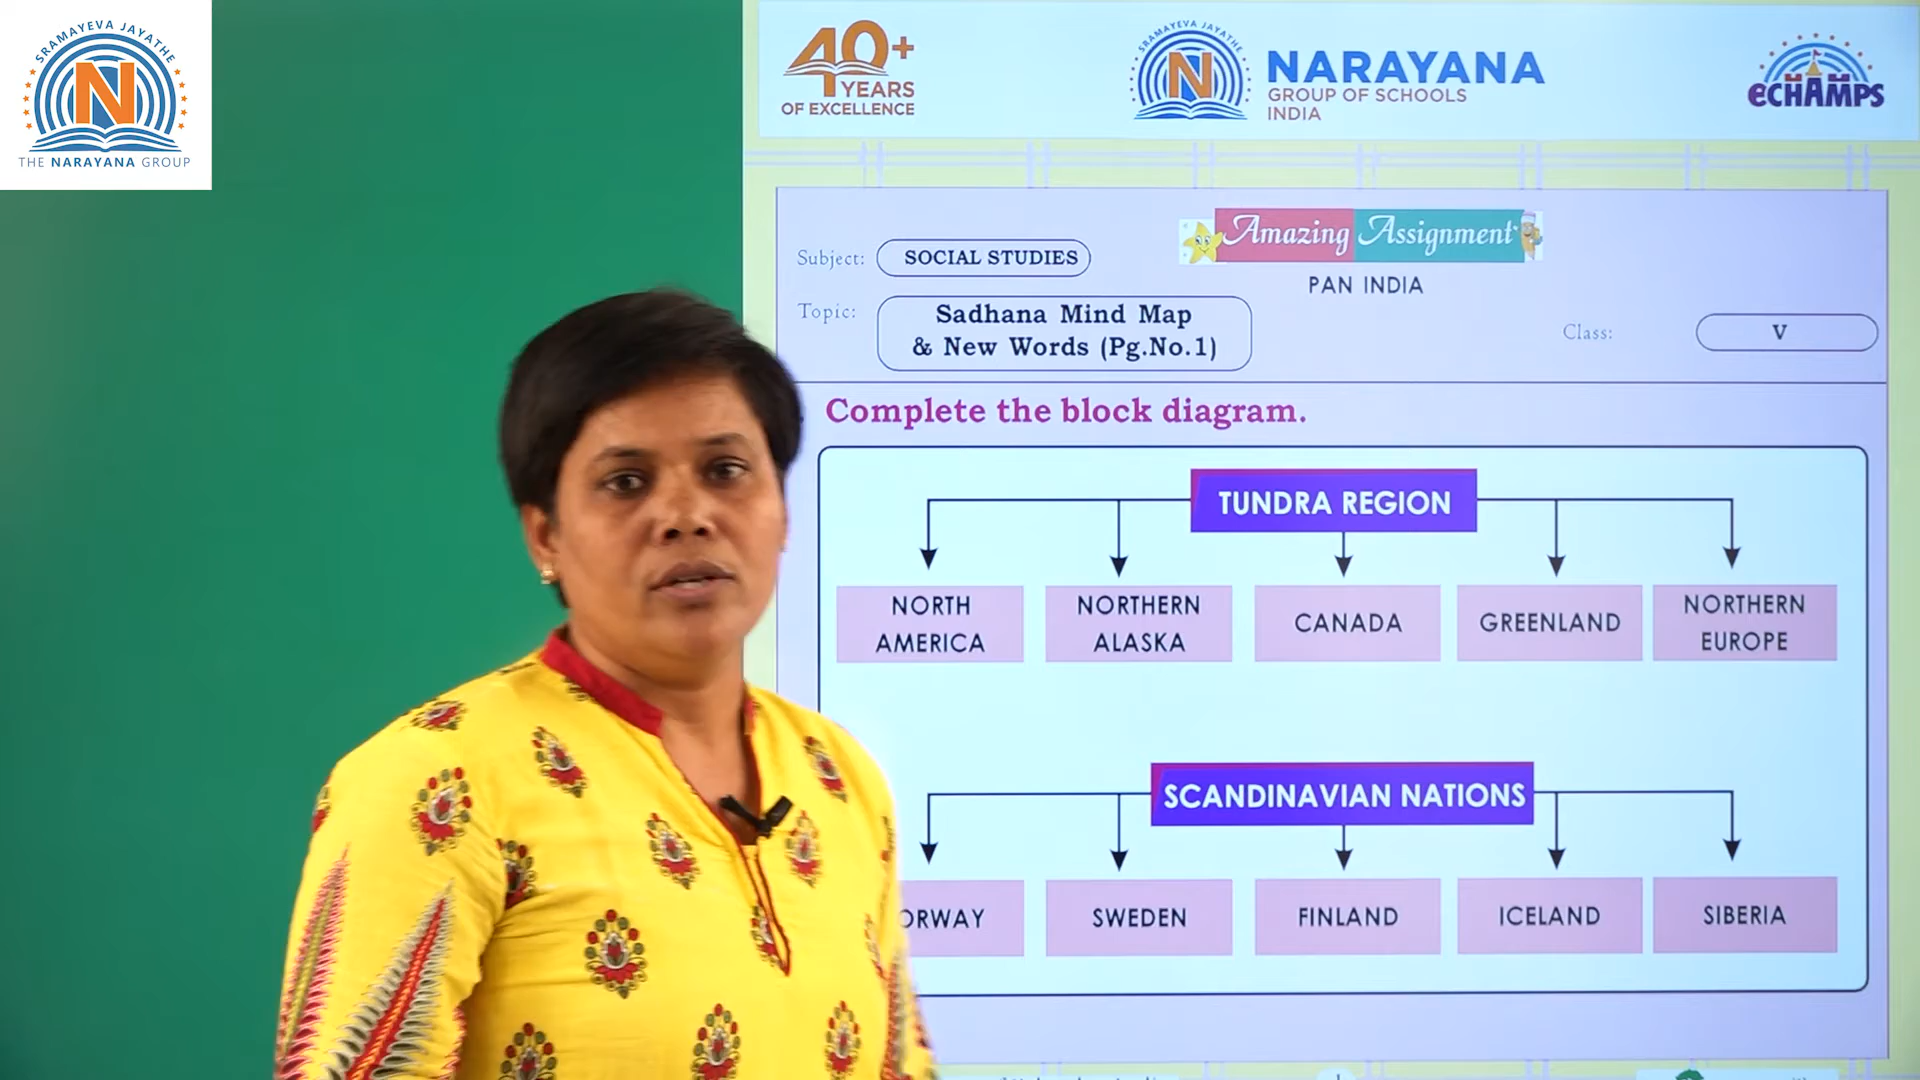 SRAMAYEVA JAYATHE
N
THE NARAYANA GROUP
40+
YEARS
OF EXCELLENCE
SRAMAYEVA JAYATHE
N
NARAYANA
GROUP OF SCHOOLS
INDIA
eCHAMPS
Amazing Assignment
PAN INDIA
Subject: SOCIAL STUDIES
Topic: Sadhana Mind Map
& New Words (Pg.No.1)
Class: V
Complete the block diagram.
TUNDRA REGION
NORTH
AMERICA
NORTHERN
ALASKA
CANADA
GREENLAND
NORTHERN
EUROPE
SCANDINAVIAN NATIONS
ORWAY
SWEDEN
FINLAND
ICELAND
SIBERIA